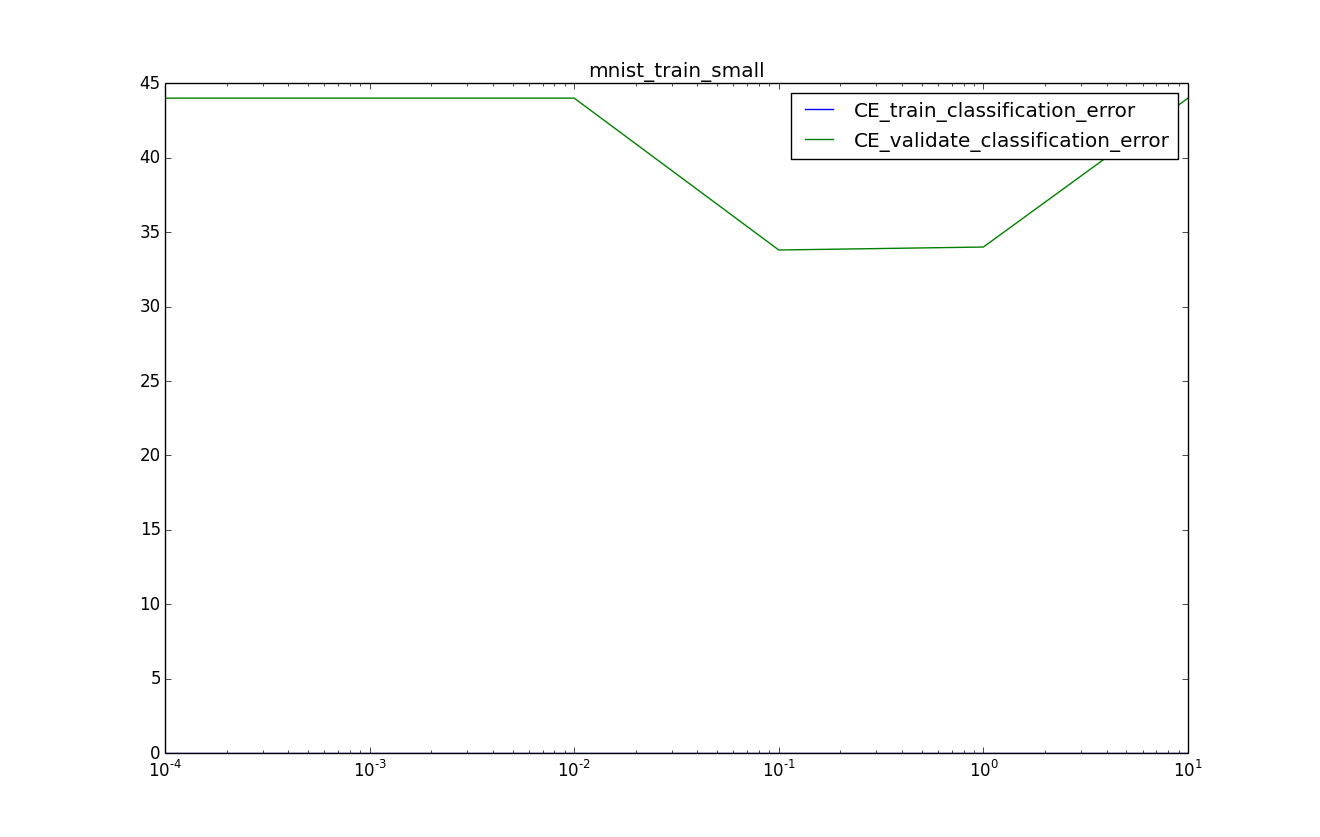 mnist_train_small
CE_train_classification_error
CE_validate_classification_error
45
40
35
30
25
20
15
10
5
0
10^-4 10^-3 10^-2 10^-1 10^0 10^1